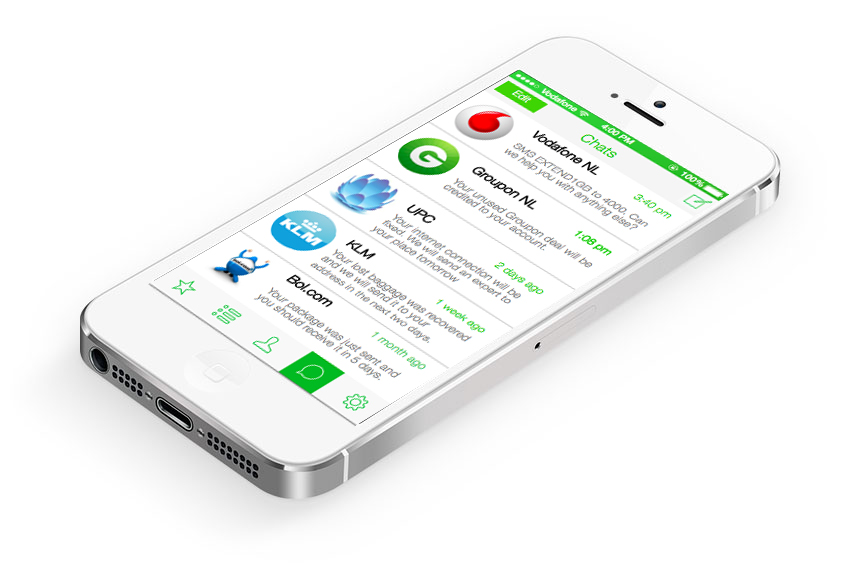 Vodafone
4:00 PM
100%
Edit
Chats
Vodafone NL
3:40 pm
SMS EXTEND1GB to 4000. Can
we help you with anything else?
G
Groupon NL
1:08 pm
Your unused Groupon deal will be
credited to your account.
UPC
2 days ago
Your internet connection will be
fixed. We will send an expert to
your place tomorrow
KLM
KLM
1 week ago
Your lost baggage was recovered
and we will send it to your
address in the next two days.
Bol.com
1 month ago
Your package was just sent and
you should receive it in 5 days.